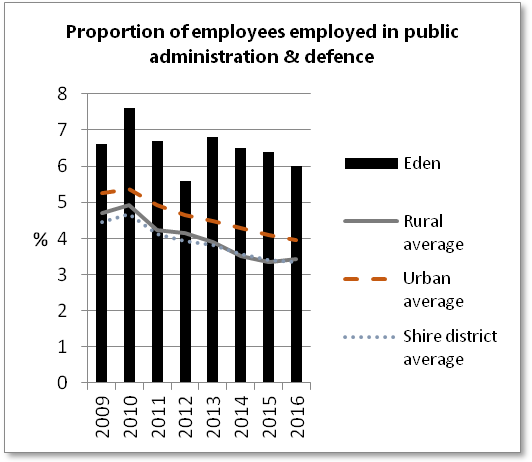 Proportion of employees employed in public
administration & defence
8
7
6
5
4
3
2
1
0
%
2009
2010
2011
2012
2013
2014
2015
2016
Eden
Rural
average
Urban
average
Shire district
average